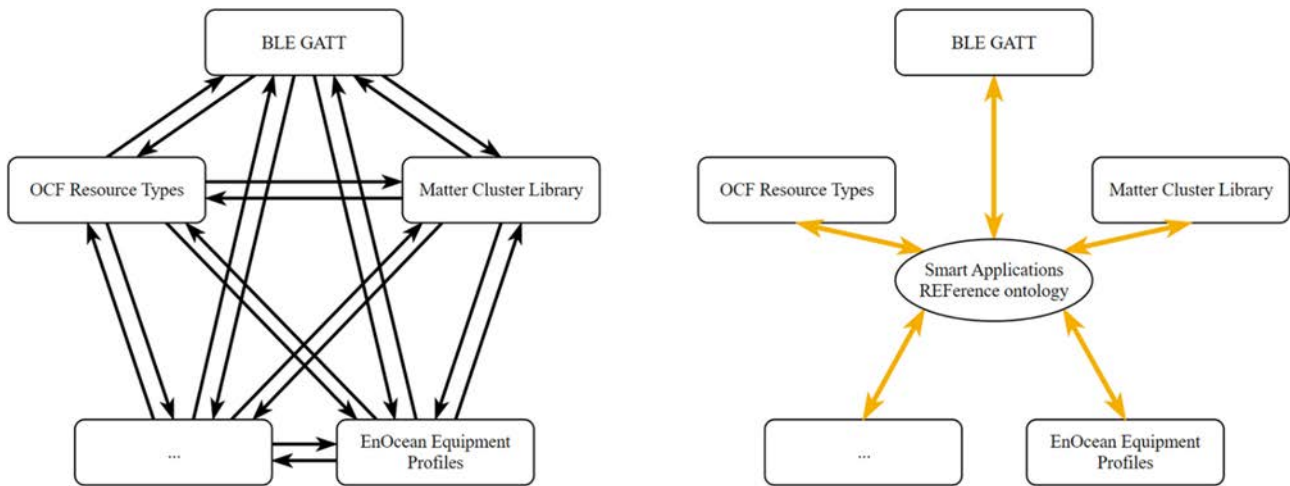 BLE GATT
OCF Resource Types
Matter Cluster Library
...
EnOcean Equipment
Profiles
BLE GATT
OCF Resource Types
Matter Cluster Library
Smart Applications
REFerence ontology
...
EnOcean Equipment
Profiles